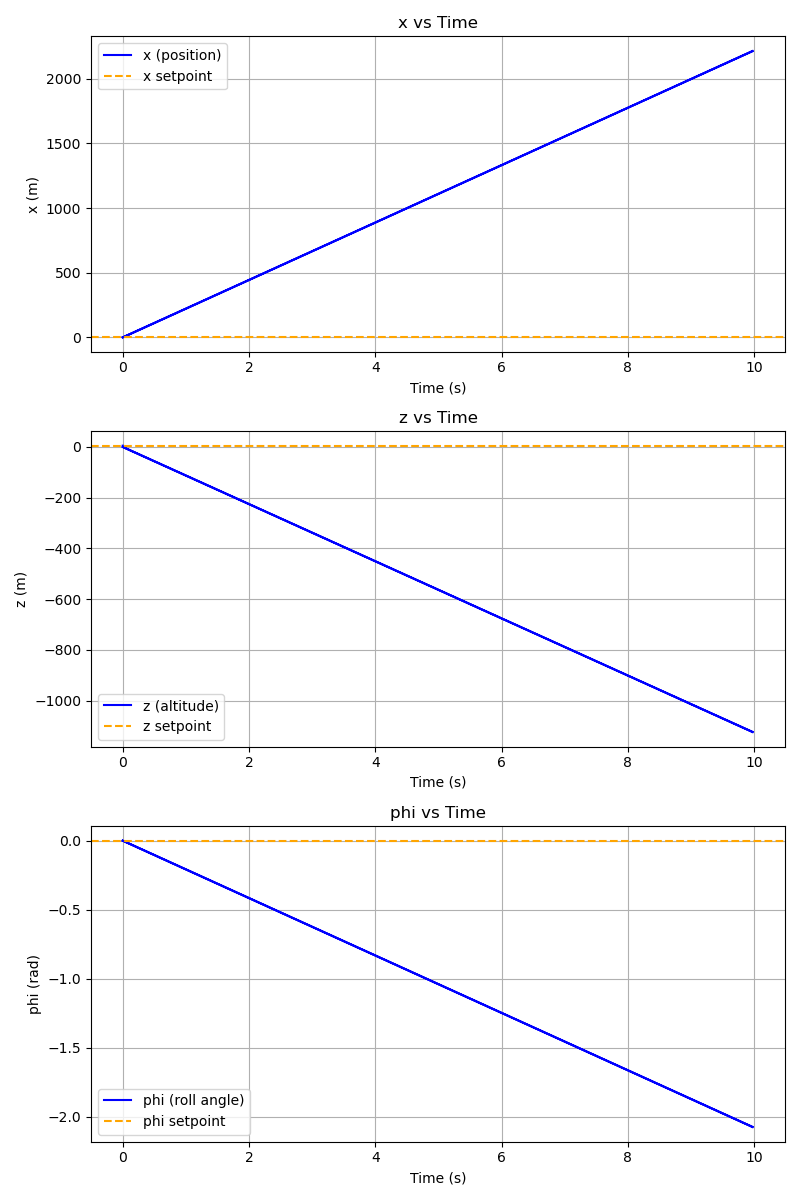 x vs Time
x (position)
x setpoint
2000
1500
1000
500
0
x (m)
0 2 4 6 8 10
Time (s)
z vs Time
0
−200
−400
−600
−800
−1000
z (m)
z (altitude)
z setpoint
0 2 4 6 8 10
Time (s)
phi vs Time
0.0
−0.5
−1.0
−1.5
−2.0
phi (rad)
phi (roll angle)
phi setpoint
0 2 4 6 8 10
Time (s)